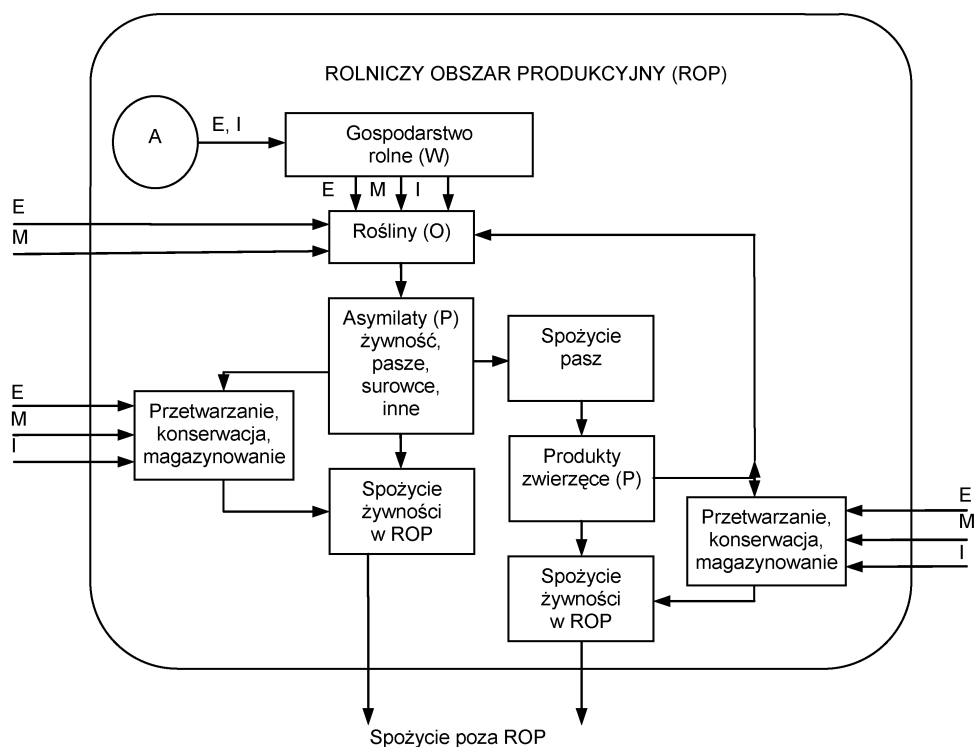 ROLNICZY OBSZAR PRODUKCYJNY (ROP)
A
E, I
Gospodarstwo
rolne (W)
E M I
E
M
Rośliny (O)
Asymilaty (P)
żywność,
pasze,
surowce,
inne
Spożycie
pasz
E
M
I
Przetwarzanie,
konserwacja,
magazynowanie
Produkty
zwierzęce (P)
Spożycie
żywności
w ROP
Przetwarzanie,
konserwacja,
magazynowanie
E
M
I
Spożycie
żywności
w ROP
Spożycie poza ROP